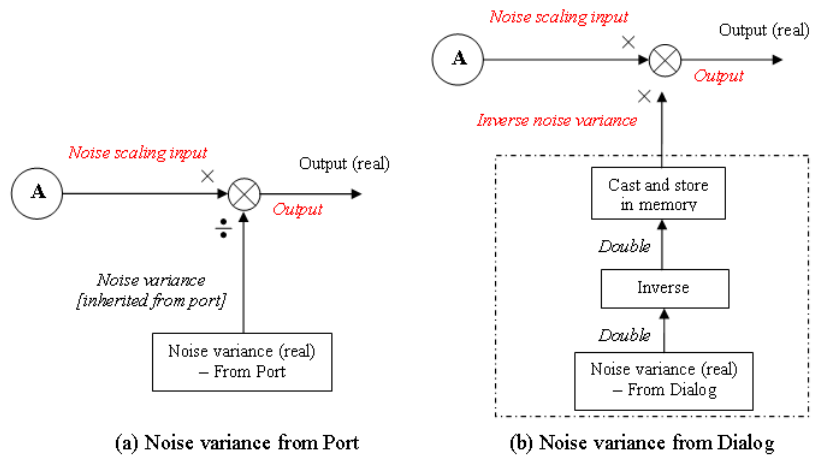 Noise scaling input
×
A
Output (real)
Output
÷
Noise variance
[inherited from port]
Noise variance (real)
– From Port
(a) Noise variance from Port
Noise scaling input
×
A
Output (real)
Output
×
Inverse noise variance
Cast and store
in memory
Double
Inverse
Double
Noise variance (real)
– From Dialog
(b) Noise variance from Dialog